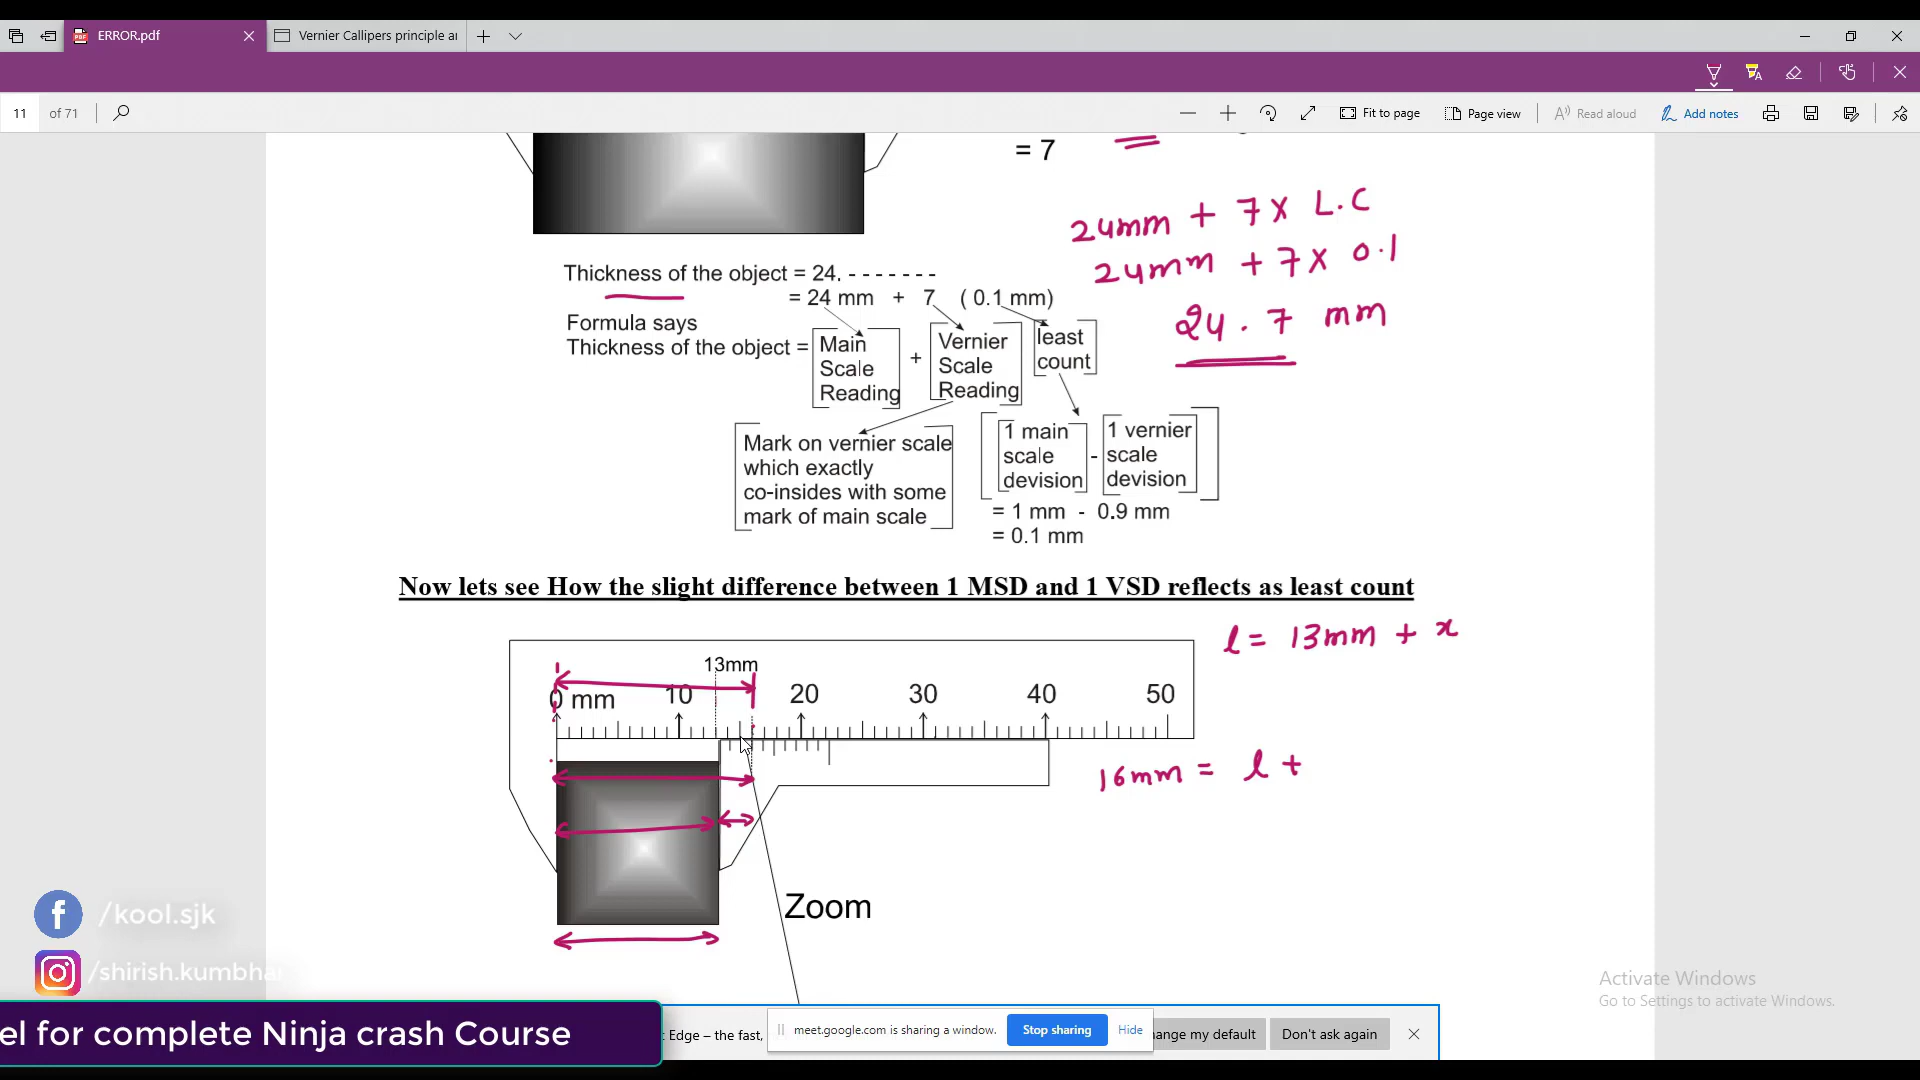 ERROR.pdf
Vernier Callipers principle ar
11 of 71
Fit to page
Page view
Read aloud
Add notes
= 7
24mm + 7 X L.C
24mm + 7 X 0.1
24.7 mm
Thickness of the object = 24. - - - - - - -
= 24 mm + 7 ( 0.1 mm)
Formula says
Thickness of the object =
Main
Scale
Reading
+
Vernier
Scale
Reading
least
count
Mark on vernier scale
which exactly
co-insides with some
mark of main scale
1 main
scale
devision
-
1 vernier
scale
devision
= 1 mm - 0.9 mm
= 0.1 mm
Now lets see How the slight difference between 1 MSD and 1 VSD reflects as least count
l = 13mm + x
13mm
0 mm 10 20 30 40 50
16mm = l +
Zoom
/kool.sjk
/shirish.kumbhar
Activate Windows
Go to Settings to activate Windows.
el for complete Ninja crash Course
Edge – the fast,
meet.google.com is sharing a window.
Stop sharing
Hide
hange my default
Don't ask again